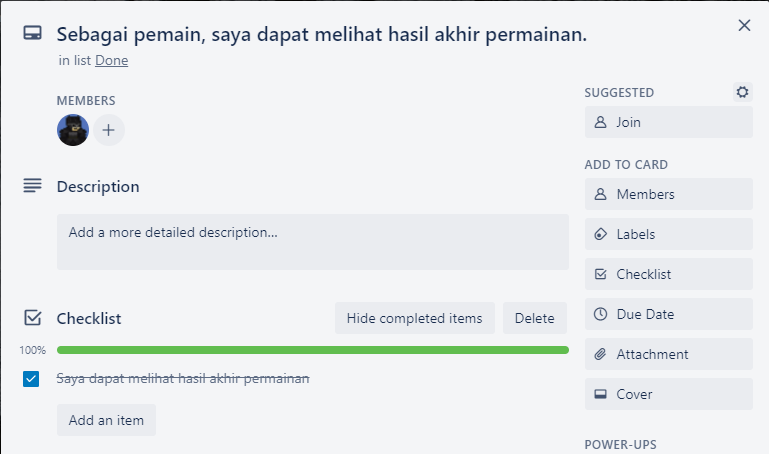 Sebagai pemain, saya dapat melihat hasil akhir permainan.
in list Done
MEMBERS
Description
Add a more detailed description...
Checklist
Hide completed items
Delete
100%
Saya dapat melihat hasil akhir permainan
Add an item
SUGGESTED
Join
ADD TO CARD
Members
Labels
Checklist
Due Date
Attachment
Cover
POWER-UPS